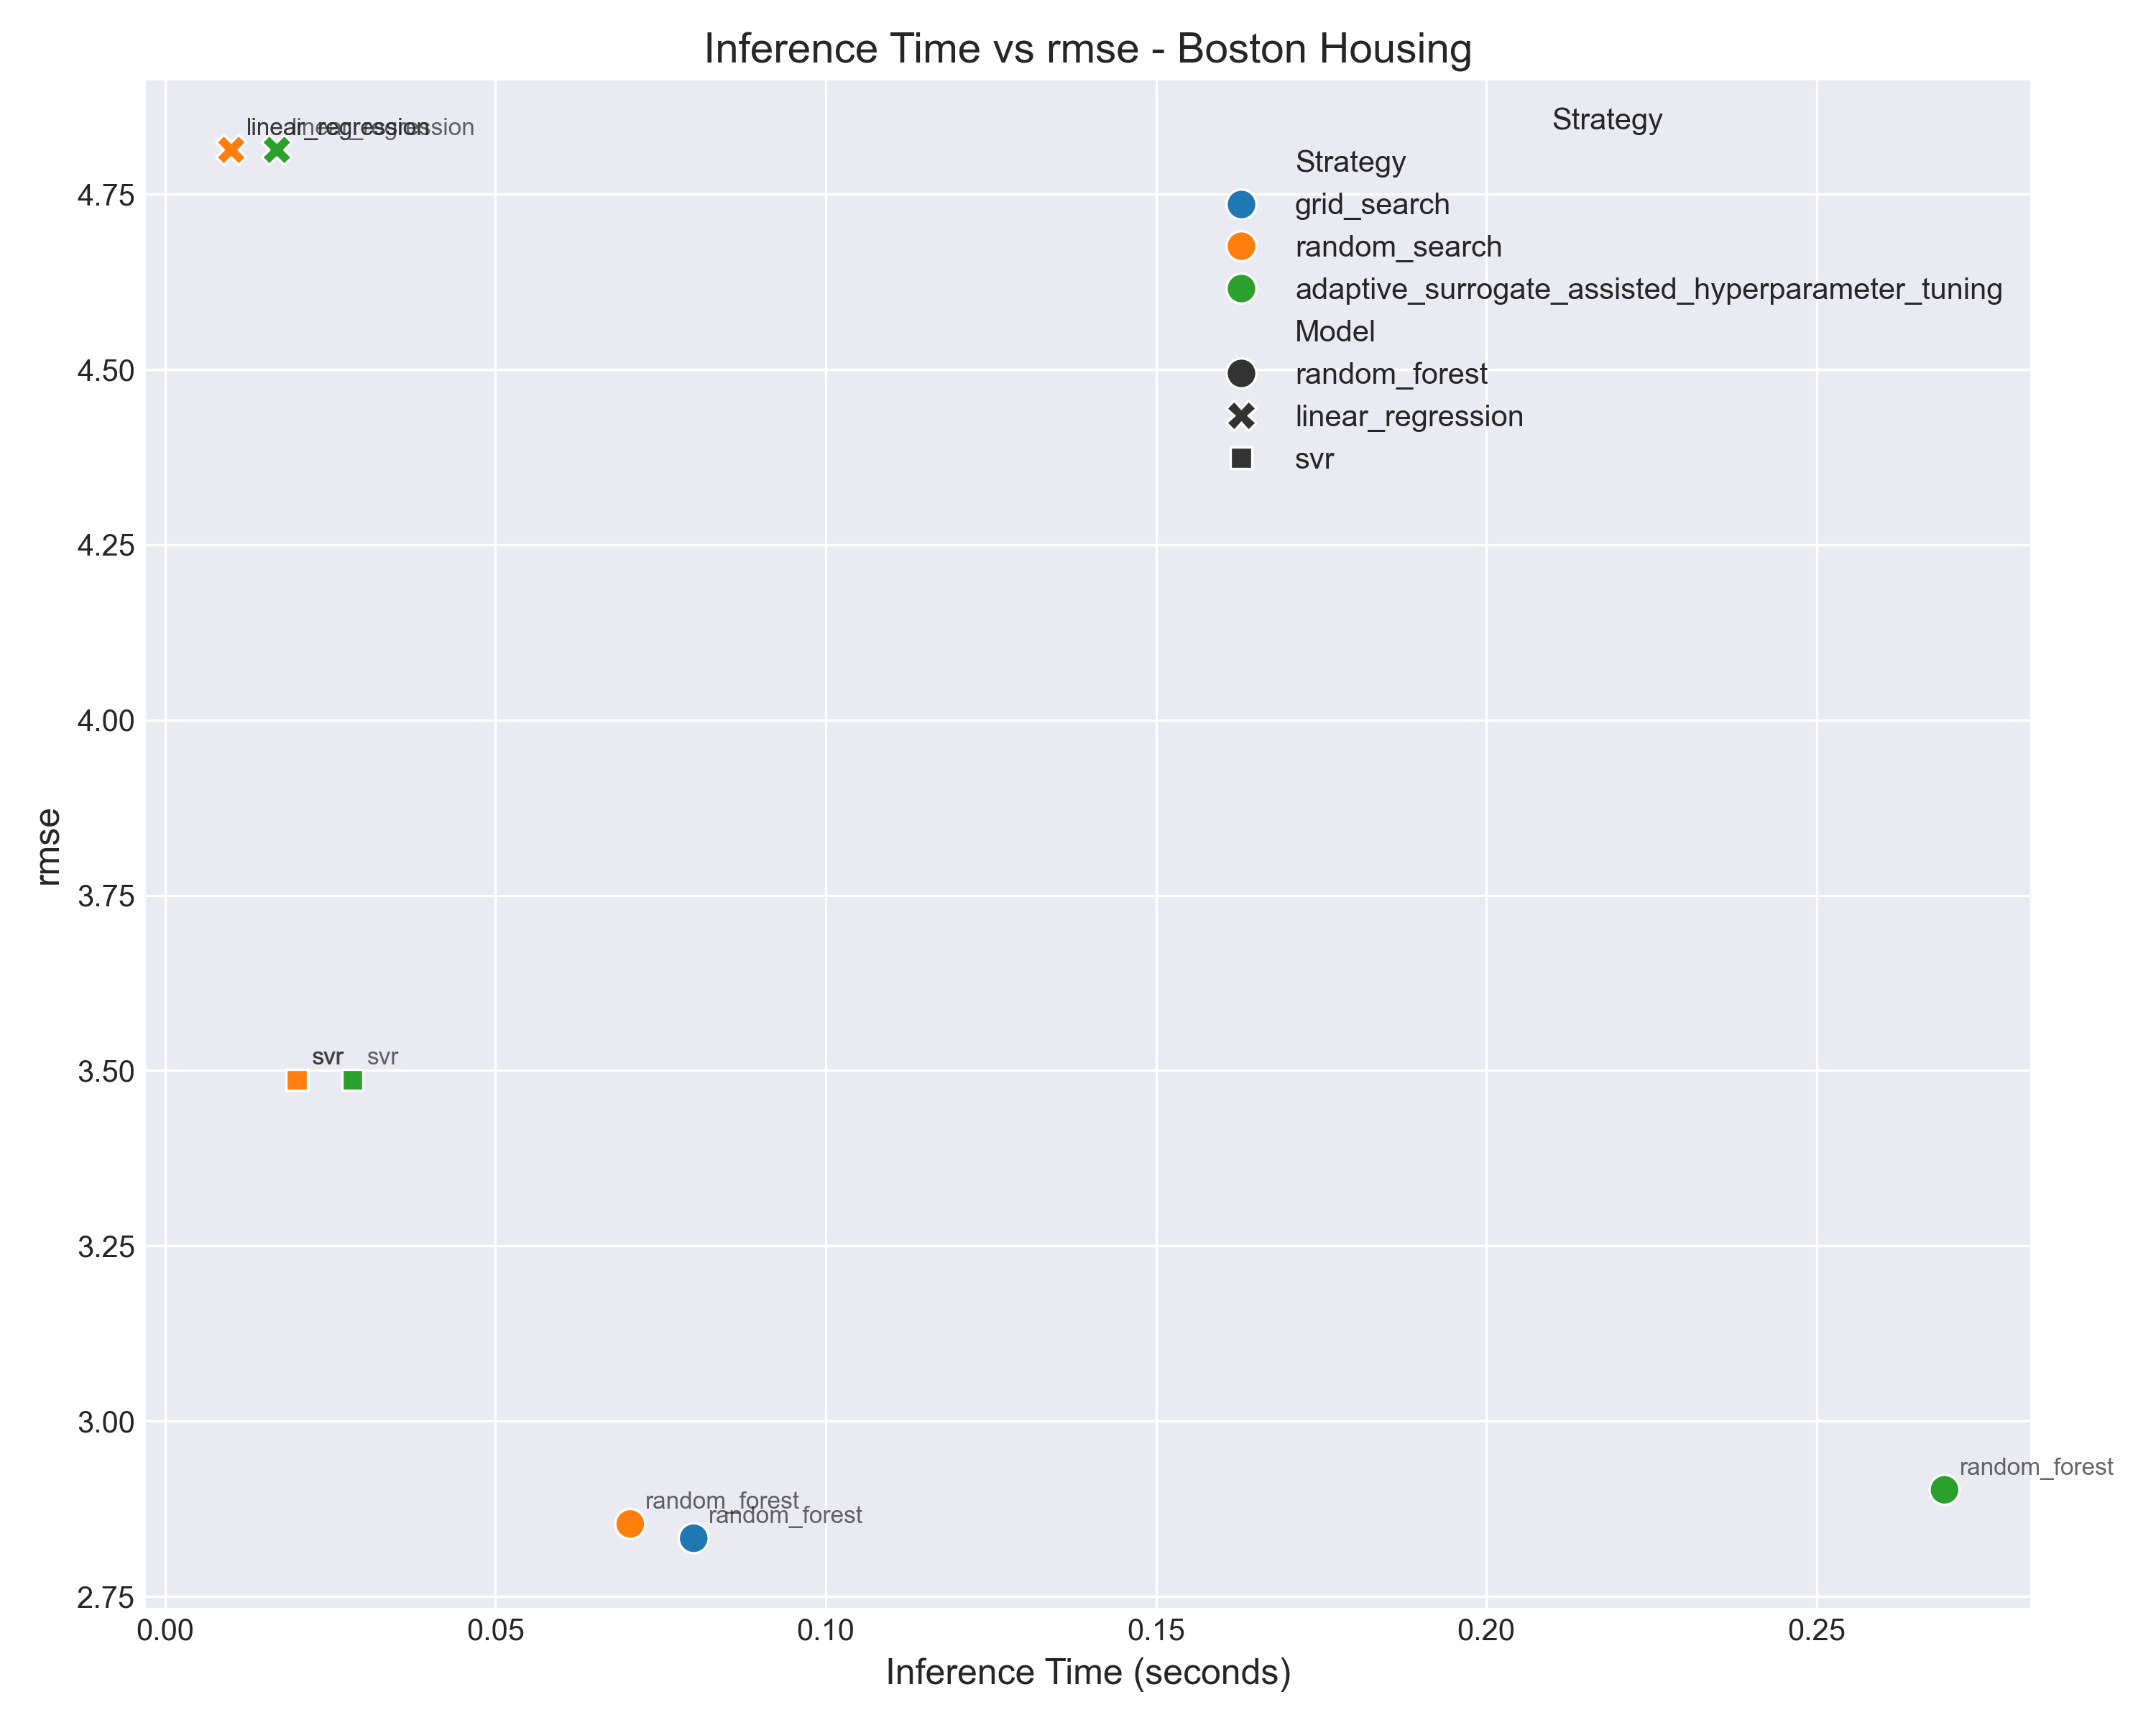 Inference Time vs rmse - Boston Housing
linear_regression
linear_regression
Strategy
Strategy
grid_search
random_search
adaptive_surrogate_assisted_hyperparameter_tuning
Model
random_forest
linear_regression
svr
4.75
4.50
4.25
4.00
3.75
3.50
3.25
3.00
2.75
rmse
svr
svr
random_forest
random_forest
random_forest
0.00
0.05
0.10
0.15
0.20
0.25
Inference Time (seconds)